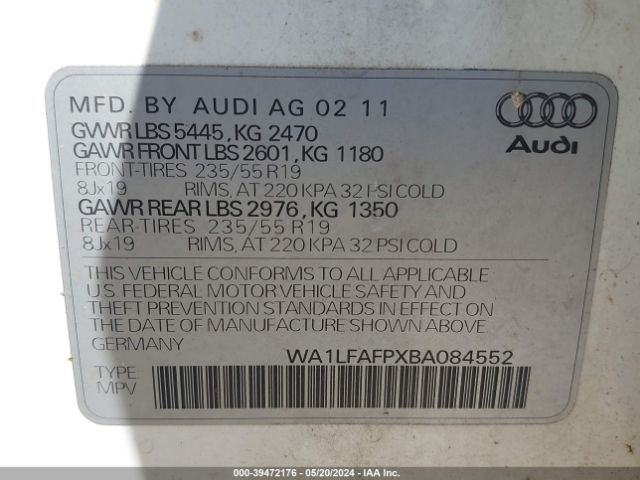 MFD. BY AUDI AG 02 11
GVWR LBS 5445, KG 2470
GAWR FRONT LBS 2601, KG 1180
FRONT-TIRES 235/55 R19
8Jx19 RIMS, AT 220 KPA 32 PSI COLD
GAWR REAR LBS 2976, KG 1350
REAR-TIRES 235/55 R19
8Jx19 RIMS, AT 220 KPA 32 PSI COLD
Audi
THIS VEHICLE CONFORMS TO ALL APPLICABLE
U.S. FEDERAL MOTOR VEHICLE SAFETY AND
THEFT PREVENTION STANDARDS IN EFFECT ON
THE DATE OF MANUFACTURE SHOWN ABOVE.
GERMANY WA1LFAFPXBA084552
TYPE
MPV
000-39472176 - 05/20/2024 - IAA Inc.